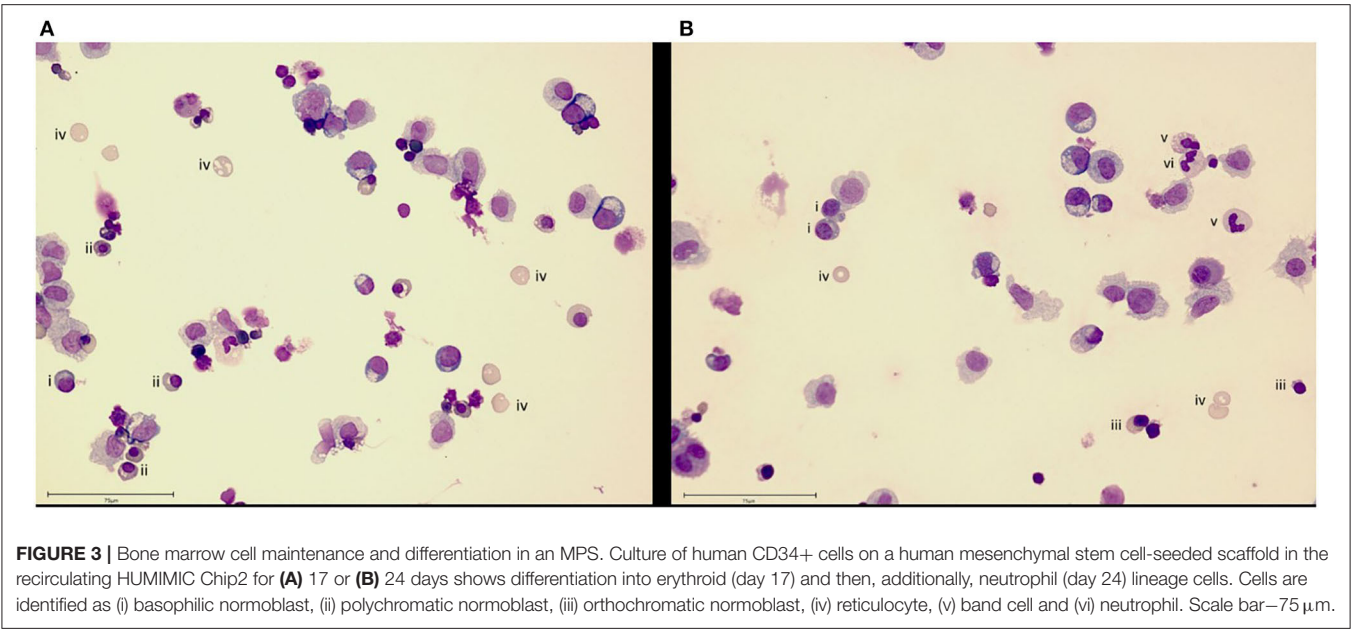 A
B
iv
iv
v
vi
i
i
v
ii
iv
iv
i
ii
iii
iv
iv
iii
ii
75µm
75µm
FIGURE 3 | Bone marrow cell maintenance and differentiation in an MPS. Culture of human CD34+ cells on a human mesenchymal stem cell-seeded scaffold in the
recirculating HUMIMIC Chip2 for (A) 17 or (B) 24 days shows differentiation into erythroid (day 17) and then, additionally, neutrophil (day 24) lineage cells. Cells are
identified as (i) basophilic normoblast, (ii) polychromatic normoblast, (iii) orthochromatic normoblast, (iv) reticulocyte, (v) band cell and (vi) neutrophil. Scale bar—75 µm.